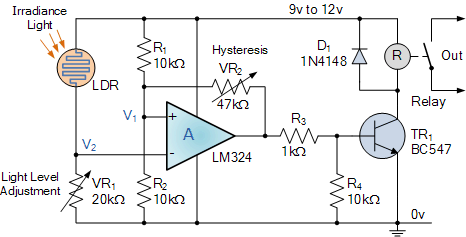 Irradiance
Light
9v to 12v
LDR
R1
10kΩ
Hysteresis
VR2
47kΩ
D1
1N4148
R
Out
Relay
V1
+
A
LM324
V2
-
R3
1kΩ
TR1
BC547
Light Level
Adjustment
VR1
20kΩ
R2
10kΩ
R4
10kΩ
0v